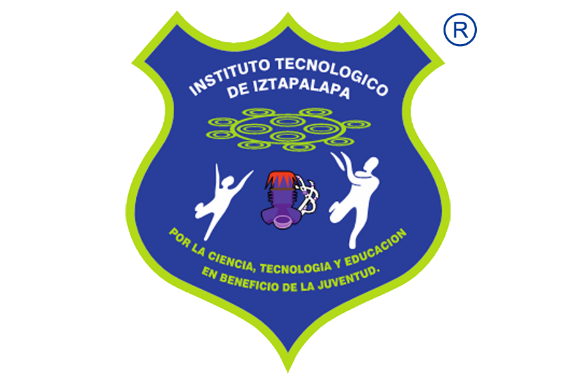 ®
INSTITUTO TECNOLOGICO
DE IZTAPALAPA
POR LA CIENCIA, TECNOLOGIA Y EDUCACION
EN BENEFICIO DE LA JUVENTUD.